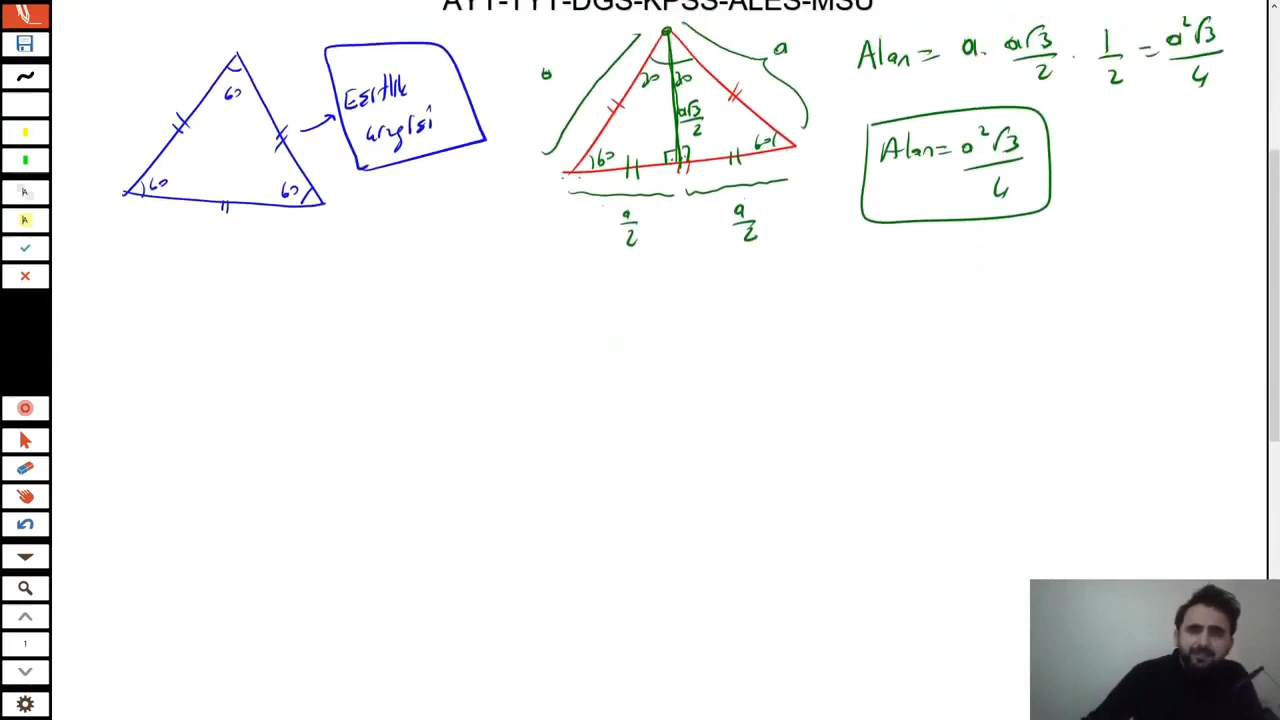 AYT-TYT-DGS-KPSS-ALES-MSÜ
60
60
60
Eşitlik
a
30 30
a√3/2
60
60
a/2
a/2
Alan = a . a√3/2 . 1/2 = a²√3/4
Alan = a²√3/4
1